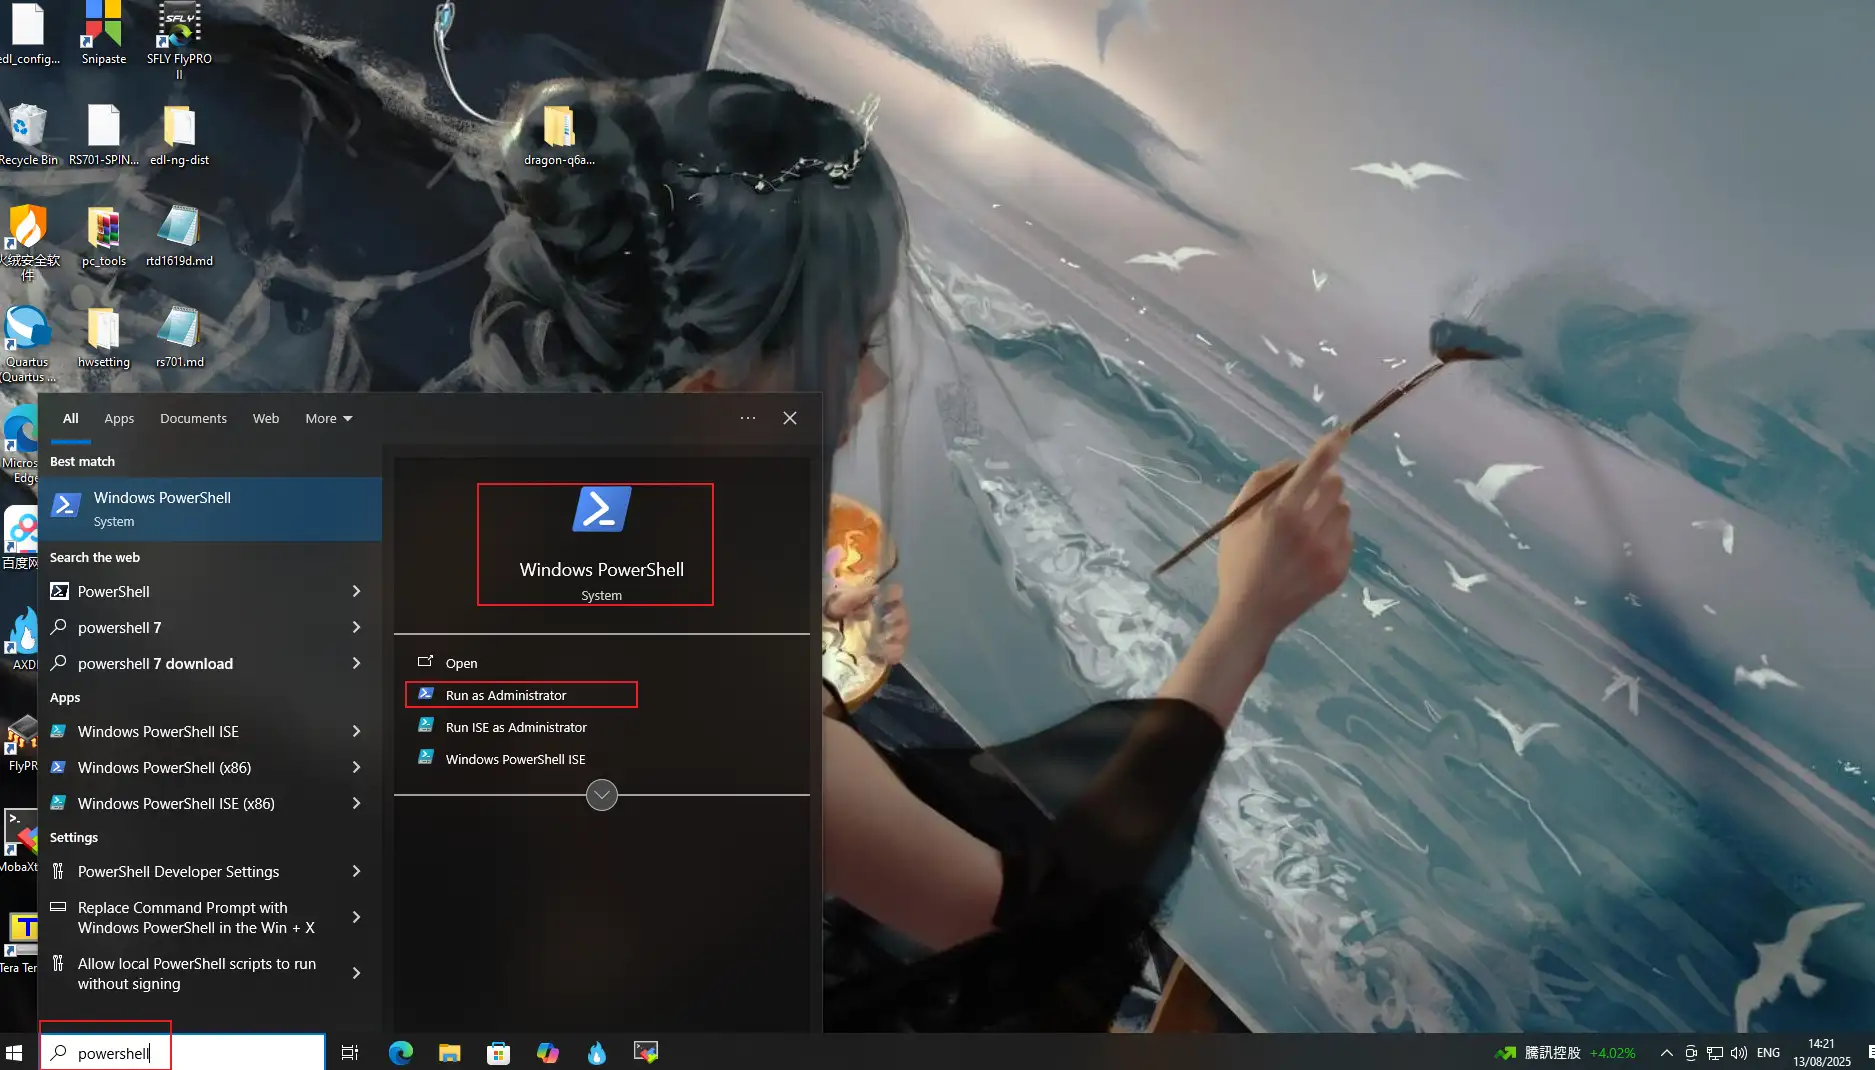 edl_config...
Snipaste
SFLY FlyPRO
II
SFLY
Recycle Bin
RS701-SPIN...
edl-ng-dist
dragon-q6a...
火绒安全软
件
pc_tools
rtd1619d.md
Quartus
(Quartus ...
hwsetting
rs701.md
Micros
Edge
百度网
AXDL
FlyPR
MobaXt
Tera Ter
All
Apps
Documents
Web
More
Best match
Windows PowerShell
System
Search the web
PowerShell
powershell 7
powershell 7 download
Apps
Windows PowerShell ISE
Windows PowerShell (x86)
Windows PowerShell ISE (x86)
Settings
PowerShell Developer Settings
Replace Command Prompt with
Windows PowerShell in the Win + X
Allow local PowerShell scripts to run
without signing
Windows PowerShell
System
Open
Run as Administrator
Run ISE as Administrator
Windows PowerShell ISE
powershell
騰訊控股 +4.02%
ENG
14:21
13/08/2025